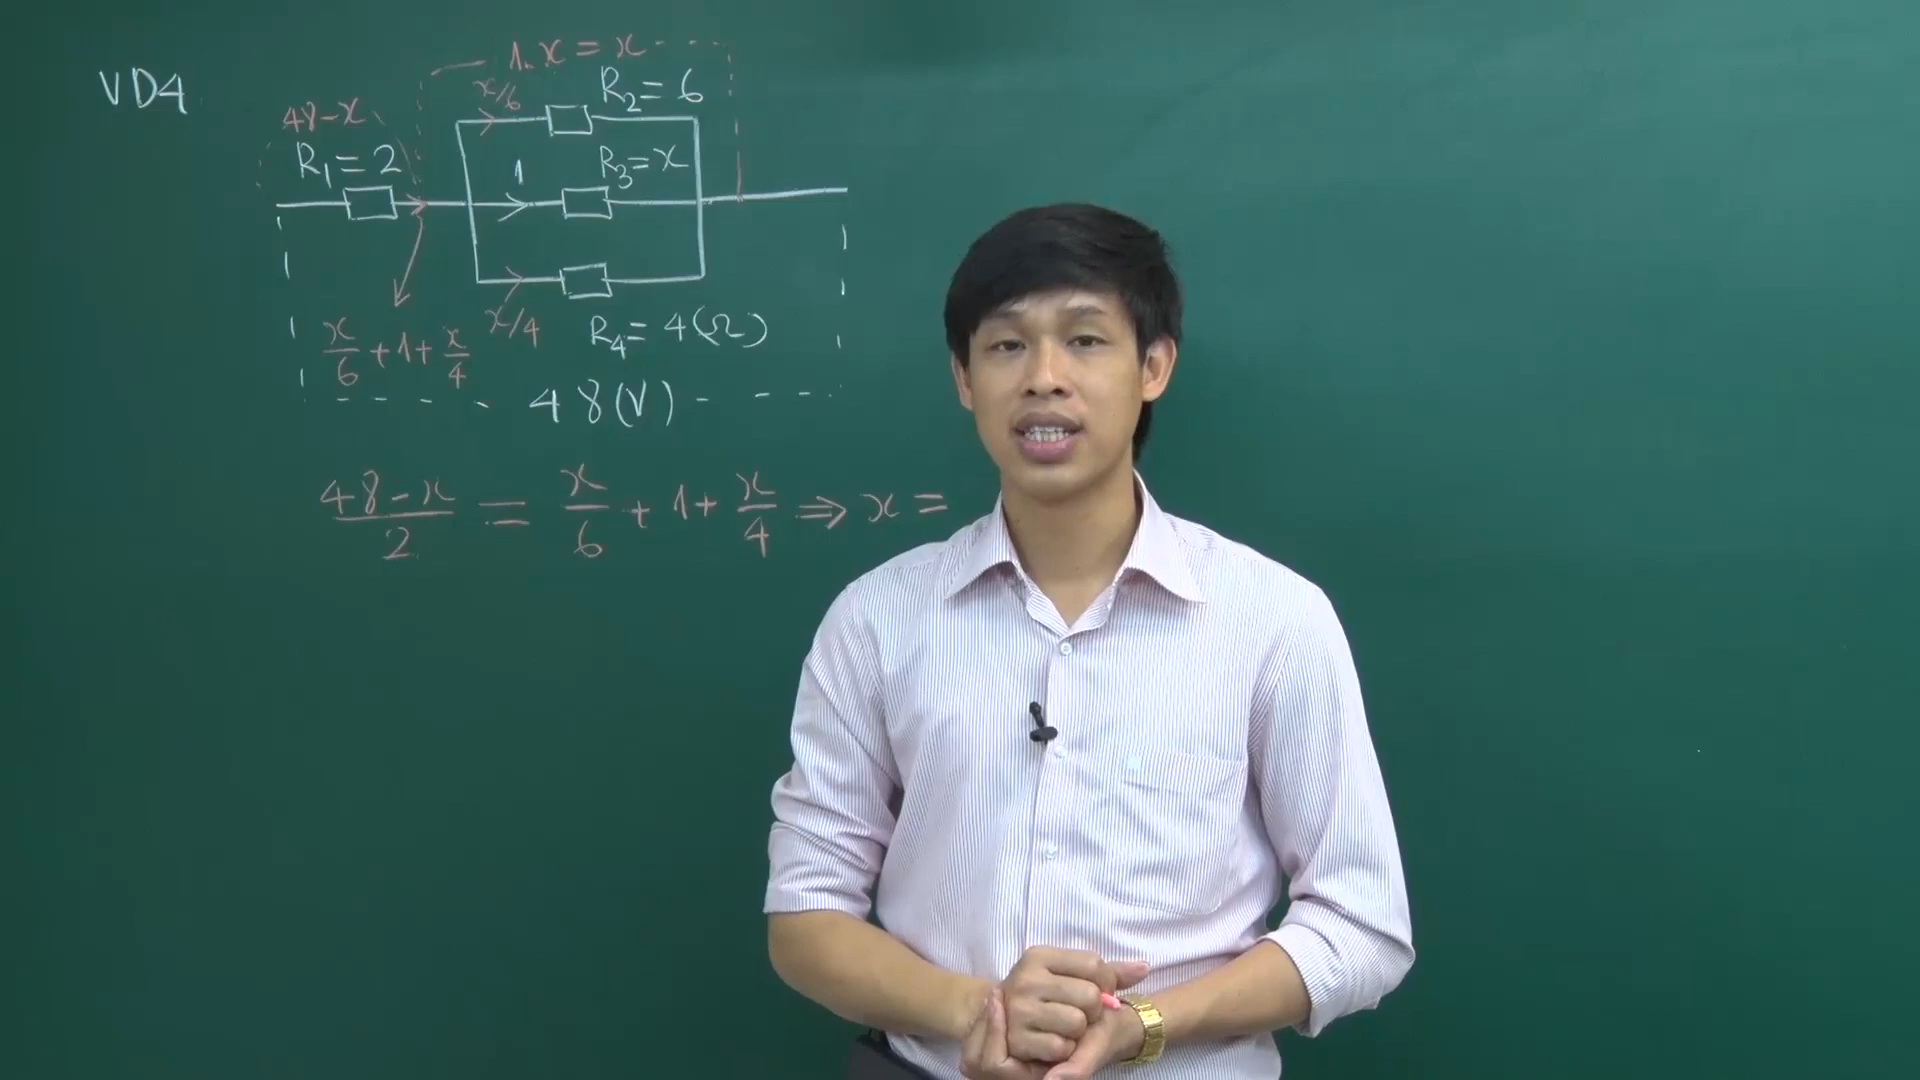 VD4
1.x = x
48-x
x/6
R₂= 6
R₁= 2
1
R₃= x
x/4
R₄= 4(Ω)
x/6 + 1 + x/4
48(V)
(48-x)/2 = x/6 + 1 + x/4 ⇒ x =